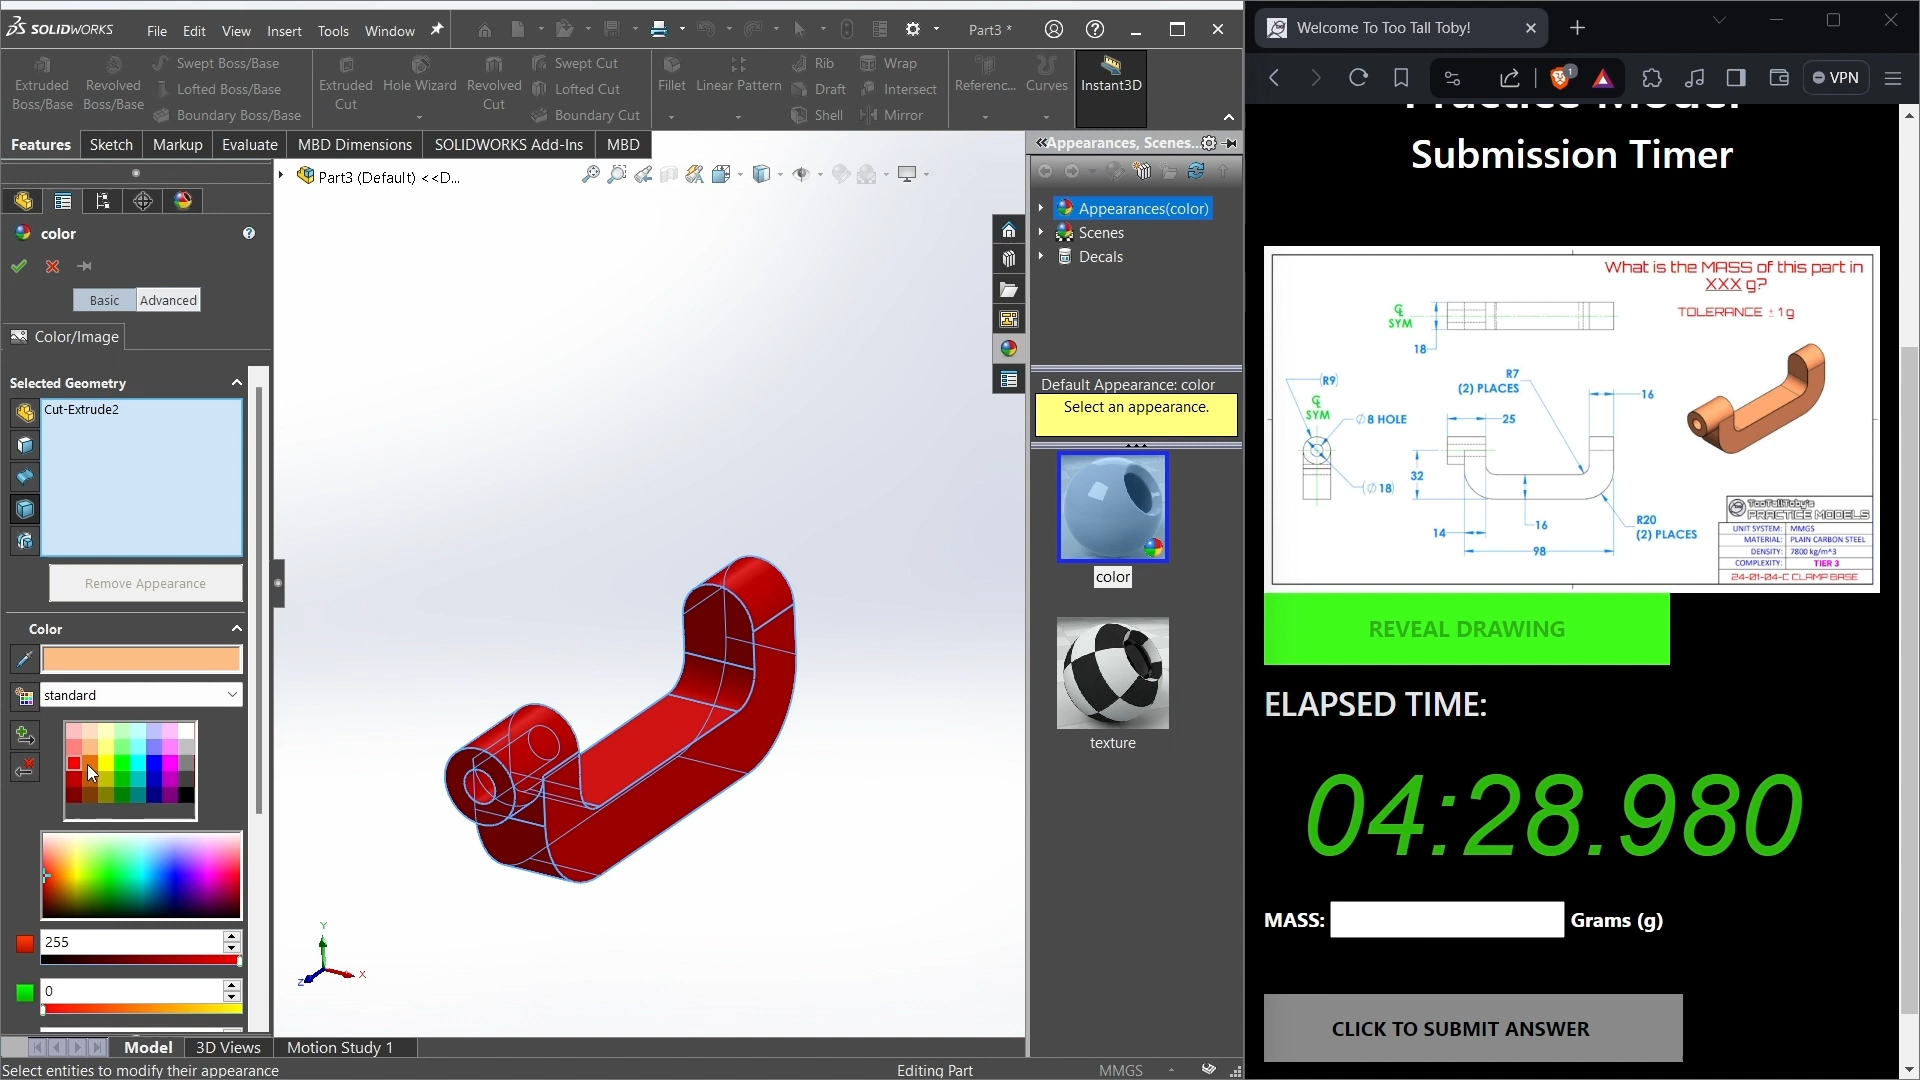 SOLIDWORKS
File
Edit
View
Insert
Tools
Window
Part3 *
Extruded Boss/Base
Revolved Boss/Base
Swept Boss/Base
Lofted Boss/Base
Boundary Boss/Base
Extruded Cut
Hole Wizard
Revolved Cut
Swept Cut
Lofted Cut
Boundary Cut
Fillet
Linear Pattern
Rib
Draft
Shell
Wrap
Intersect
Mirror
Referenc...
Curves
Instant3D
Features
Sketch
Markup
Evaluate
MBD Dimensions
SOLIDWORKS Add-Ins
MBD
color
Basic
Advanced
Color/Image
Selected Geometry
Cut-Extrude2
Remove Appearance
Color
standard
255
0
Part3 (Default) <<D...
Y
X
Z
Model
3D Views
Motion Study 1
Select entities to modify their appearance
Editing Part
MMGS
Appearances, Scenes...
Appearances(color)
Scenes
Decals
Default Appearance: color
Select an appearance.
color
texture
Welcome To Too Tall Toby!
1
VPN
Practice Model
Submission Timer
What is the MASS of this part in
XXX g?
TOLERANCE ± 1 g
SYM
18
R7
(2) PLACES
16
(R9)
SYM
Ø8 HOLE
25
32
(Ø18)
14
16
98
R20
(2) PLACES
TooTallToby's
PRACTICE MODELS
UNIT SYSTEM: MMGS
MATERIAL: PLAIN CARBON STEEL
DENSITY: 7800 kg/m^3
COMPLEXITY: TIER 3
24-01-04-C CLAMP BASE
REVEAL DRAWING
ELAPSED TIME:
04:28.980
MASS:
Grams (g)
CLICK TO SUBMIT ANSWER